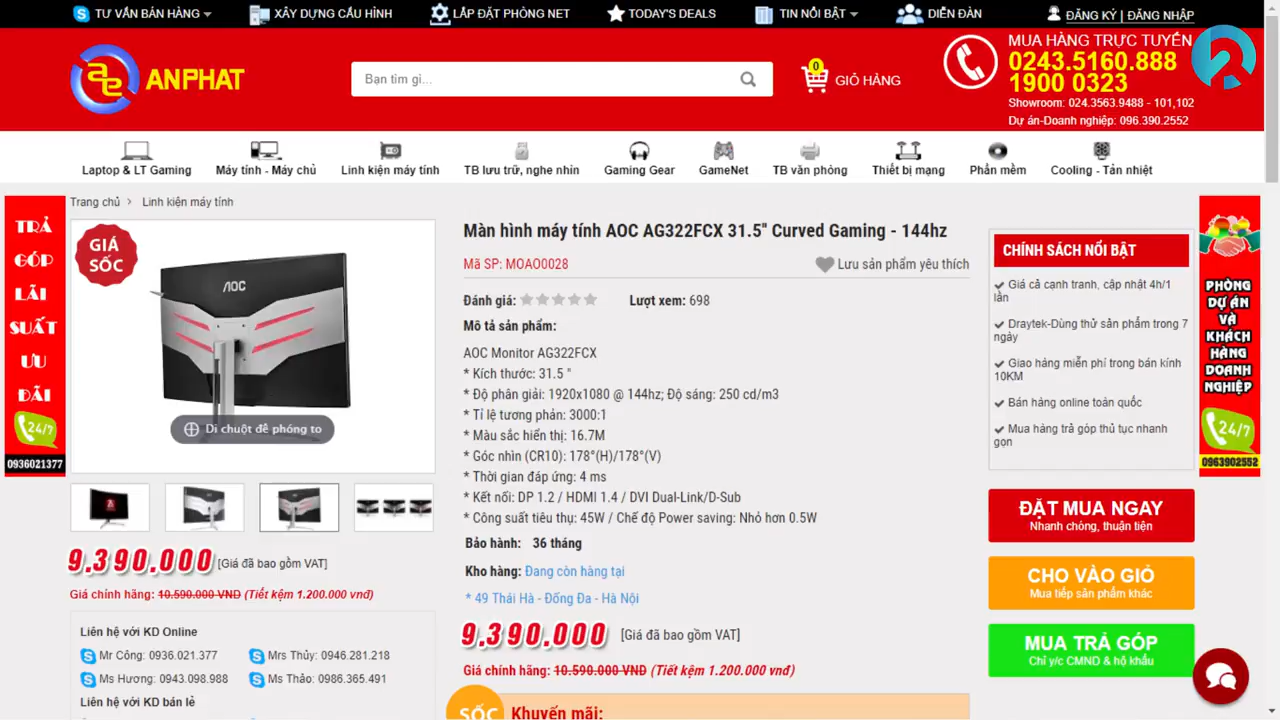 TƯ VẤN BÁN HÀNG
XÂY DỰNG CẤU HÌNH
LẮP ĐẶT PHÒNG NET
TODAY'S DEALS
TIN NỔI BẬT
DIỄN ĐÀN
ĐĂNG KÝ | ĐĂNG NHẬP
ANPHAT
Bạn tìm gì...
0
GIỎ HÀNG
MUA HÀNG TRỰC TUYẾN
0243.5160.888
1900 0323
Showroom: 024.3563.9488 - 101,102
Dự án-Doanh nghiệp: 096.390.2552
Laptop & LT Gaming
Máy tính - Máy chủ
Linh kiện máy tính
TB lưu trữ, nghe nhìn
Gaming Gear
GameNet
TB văn phòng
Thiết bị mạng
Phần mềm
Cooling - Tản nhiệt
Trang chủ > Linh kiện máy tính
TRẢ
GÓP
LÃI
SUẤT
ƯU
ĐÃI
24/7
0936021377
GIÁ
SỐC
AOC
Di chuột để phóng to
9.390.000 [Giá đã bao gồm VAT]
Giá chính hãng: 10.590.000 VND (Tiết kệm 1.200.000 vnd)
Liên hệ với KD Online
Mr Công: 0936.021.377
Mrs Thủy: 0946.281.218
Ms Hương: 0943.098.988
Ms Thảo: 0986.365.491
Liên hệ với KD bán lẻ
Màn hình máy tính AOC AG322FCX 31.5" Curved Gaming - 144hz
Mã SP: MOAO0028
Lưu sản phẩm yêu thích
Đánh giá:
Lượt xem: 698
Mô tả sản phẩm:
AOC Monitor AG322FCX
* Kích thước: 31.5 "
* Độ phân giải: 1920x1080 @ 144hz; Độ sáng: 250 cd/m3
* Tỉ lệ tương phản: 3000:1
* Màu sắc hiển thị: 16.7M
* Góc nhìn (CR10): 178°(H)/178°(V)
* Thời gian đáp ứng: 4 ms
* Kết nối: DP 1.2 / HDMI 1.4 / DVI Dual-Link/D-Sub
* Công suất tiêu thụ: 45W / Chế độ Power saving: Nhỏ hơn 0.5W
Bảo hành: 36 tháng
Kho hàng: Đang còn hàng tại
* 49 Thái Hà - Đống Đa - Hà Nội
9.390.000 [Giá đã bao gồm VAT]
Giá chính hãng: 10.590.000 VND (Tiết kệm 1.200.000 vnđ)
SỐC
Khuyến mãi:
CHÍNH SÁCH NỔI BẬT
Giá cả cạnh tranh, cập nhật 4h/1
lần
Draytek-Dùng thử sản phẩm trong 7
ngày
Giao hàng miễn phí trong bán kính
10KM
Bán hàng online toàn quốc
Mua hàng trả góp thủ tục nhanh
gọn
ĐẶT MUA NGAY
Nhanh chóng, thuận tiện
CHO VÀO GIỎ
Mua tiếp sản phẩm khác
MUA TRẢ GÓP
Chỉ y/c CMND & hộ khẩu
PHÒNG
DỰ ÁN
VÀ
KHÁCH
HÀNG
DOANH
NGHIỆP
24/7
0963902552